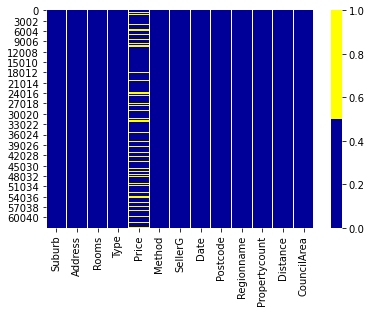 0
3002
6004
9006
12008
15010
18012
21014
24016
27018
30020
33022
36024
39026
42028
45030
48032
51034
54036
57038
60040
Suburb
Address
Rooms
Type
Price
Method
SellerG
Date
Postcode
Regionname
Propertycount
Distance
CouncilArea
1.0
0.8
0.6
0.4
0.2
0.0